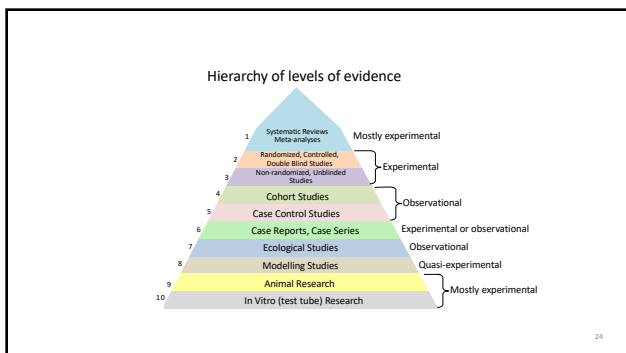 Hierarchy of levels of evidence
1
Systematic Reviews
Meta-analyses
Mostly experimental
2
Randomized, Controlled,
Double Blind Studies
Experimental
3
Non-randomized, Unblinded
Studies
4
Cohort Studies
Observational
5
Case Control Studies
6
Case Reports, Case Series
Experimental or observational
7
Ecological Studies
Observational
8
Modelling Studies
Quasi-experimental
9
Animal Research
Mostly experimental
10
In Vitro (test tube) Research
24